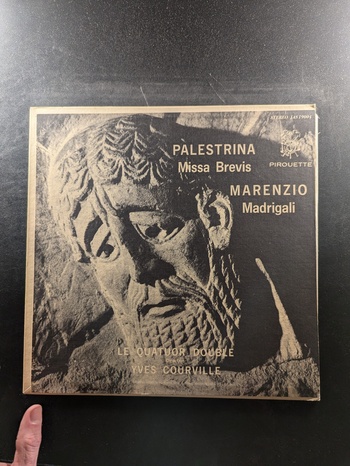 PALESTRINA
Missa Brevis
PIROUETTE
MARENZIO
Madrigali
LE QUATUOR DOUBLE
YVES COURVILLE